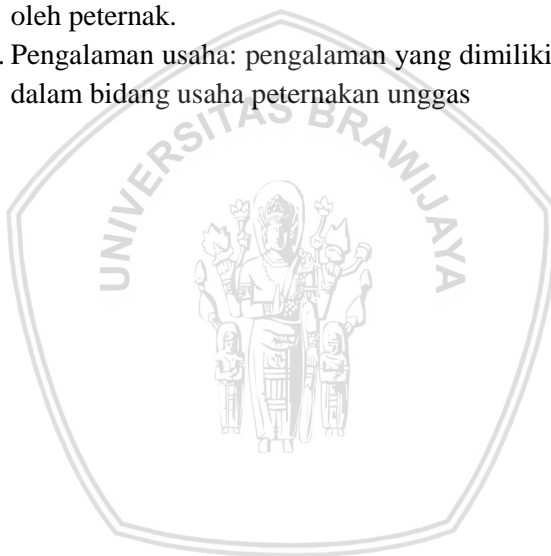 oleh peternak.
. Pengalaman usaha: pengalaman yang dimiliki
dalam bidang usaha peternakan unggas
UNIVERSITAS BRAWIJAYA